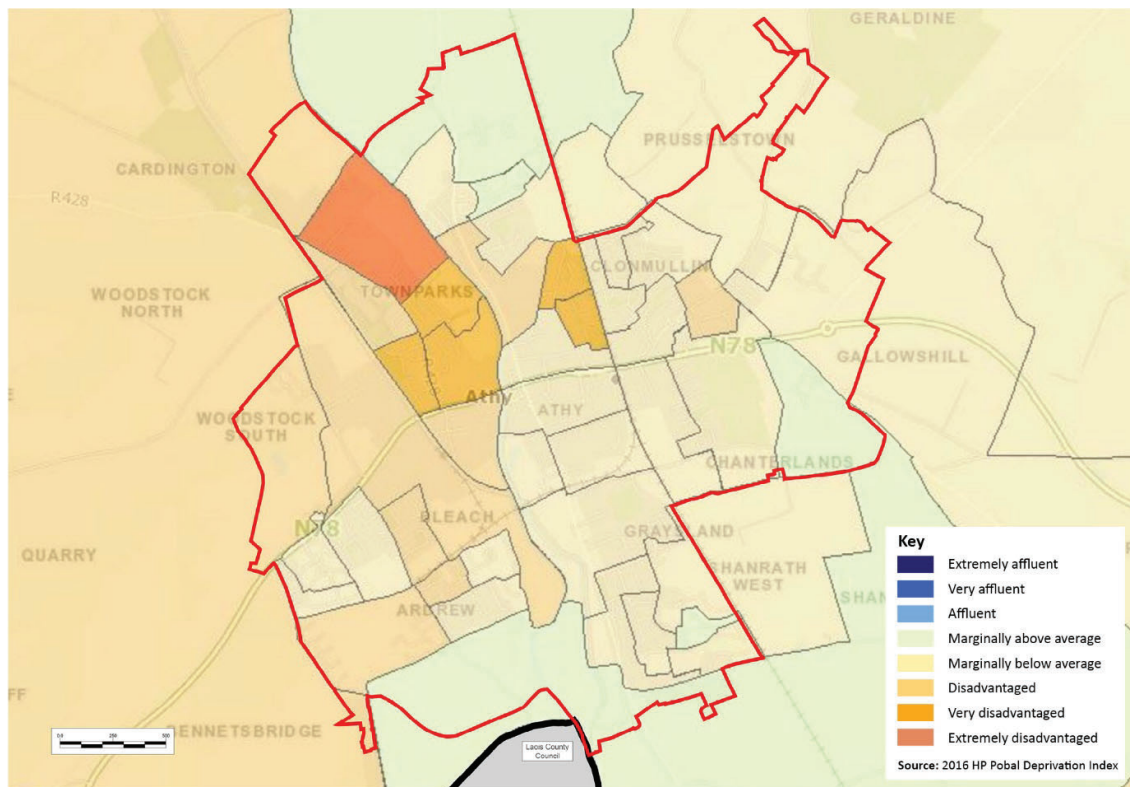 GERALDINE
PRUSSELSTOWN
CARDINGTON
R428
CLONMULLIN
TOWNPARKS
WOODSTOCK
NORTH
N78
GALLOWSHILL
Athy
ATHY
WOODSTOCK
SOUTH
CHANTERLANDS
N78
BLEACH
GRAYSLAND
QUARRY
SHANRATH
WEST
SHAN
ARDREW
FF
BENNETSBRIDGE
Laois County
Council
Key
Extremely affluent
Very affluent
Affluent
Marginally above average
Marginally below average
Disadvantaged
Very disadvantaged
Extremely disadvantaged
Source: 2016 HP Pobal Deprivation Index